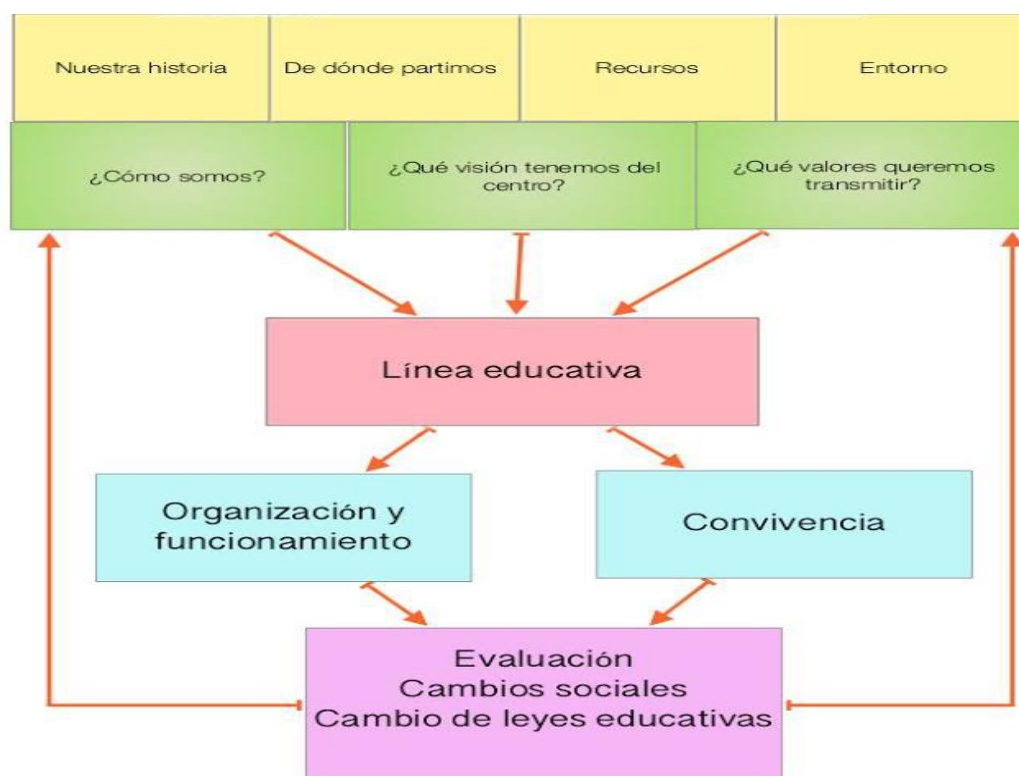 Nuestra historia
De dónde partimos
Recursos
Entorno
¿Cómo somos?
¿Qué visión tenemos del
centro?
¿Qué valores queremos
transmitir?
Línea educativa
Organización y
funcionamiento
Convivencia
Evaluación
Cambios sociales
Cambio de leyes educativas